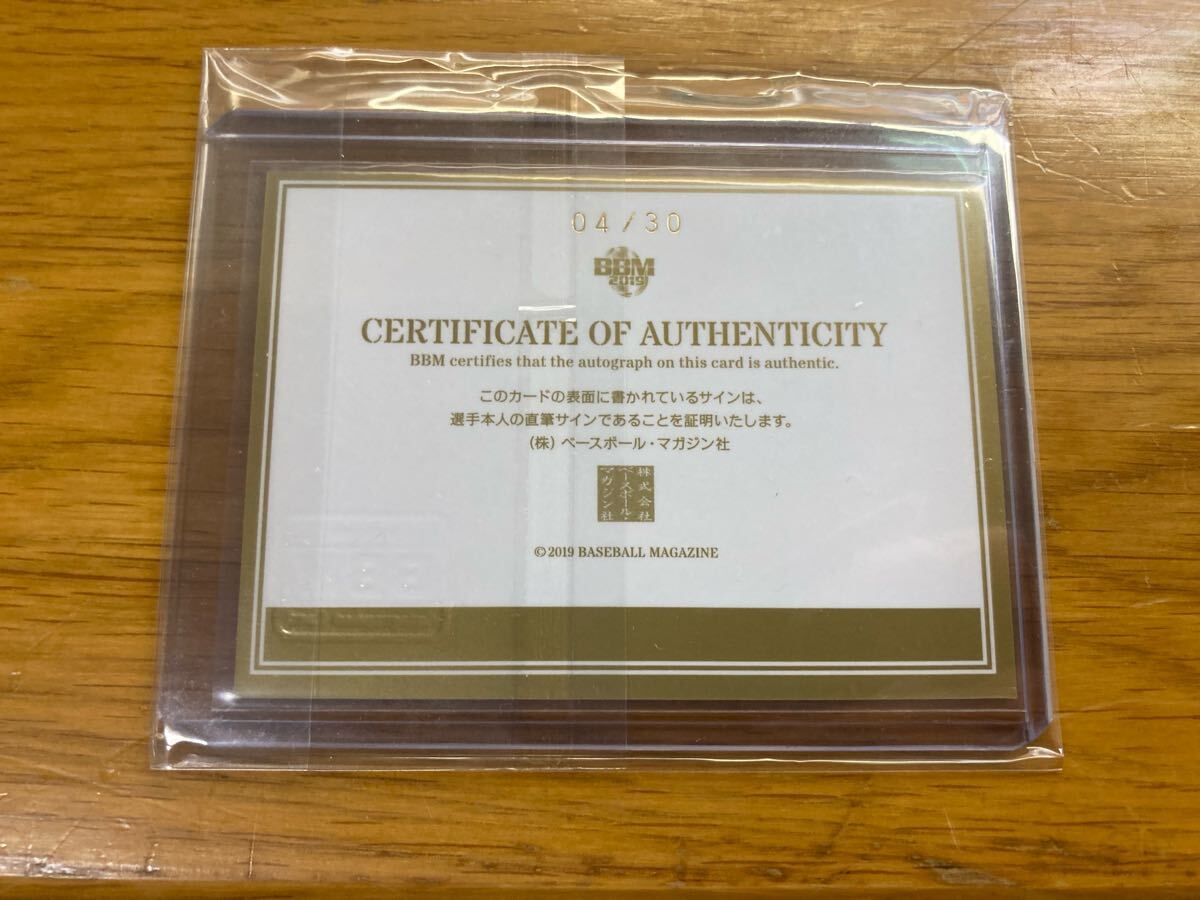 04/30
BBM
2019
CERTIFICATE OF AUTHENTICITY
BBM certifies that the autograph on this card is authentic.
このカードの表面に書かれているサインは、
選手本人の直筆サインであることを証明いたします。
(株) ベースボール・マガジン社
株式会社
ベースボール・
マガジン社
© 2019 BASEBALL MAGAZINE